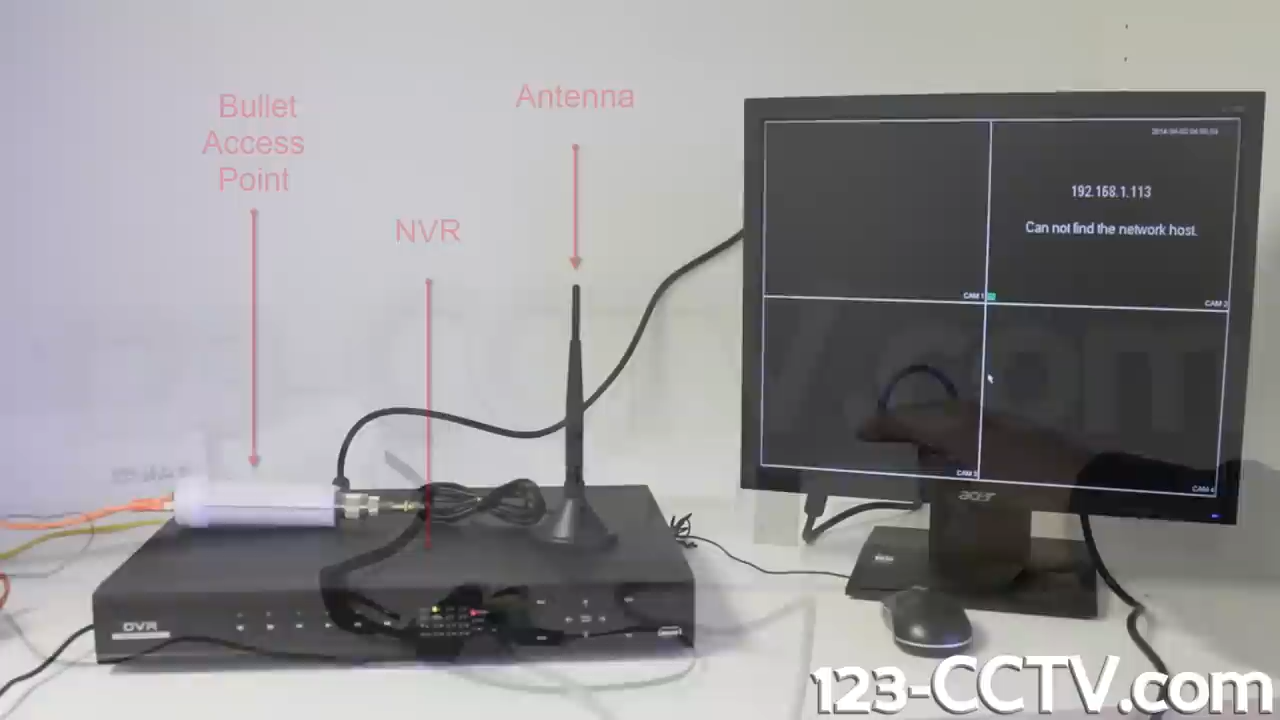 Bullet
Access
Point
Antenna
NVR
192.168.1.113
Can not find the network host.
CAM 1
CAM 2
CAM 3
CAM 4
acer
DVR
123-CCTV.com